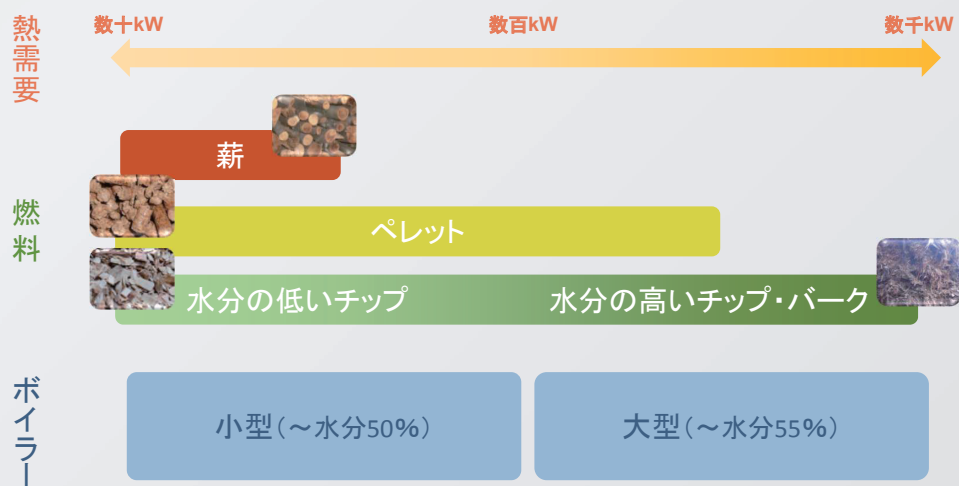 熱需要
数十kW
数百kW
数千kW
薪
燃料
ペレット
水分の低いチップ
水分の高いチップ・バーク
ボイラー
小型(～水分50%)
大型(～水分55%)